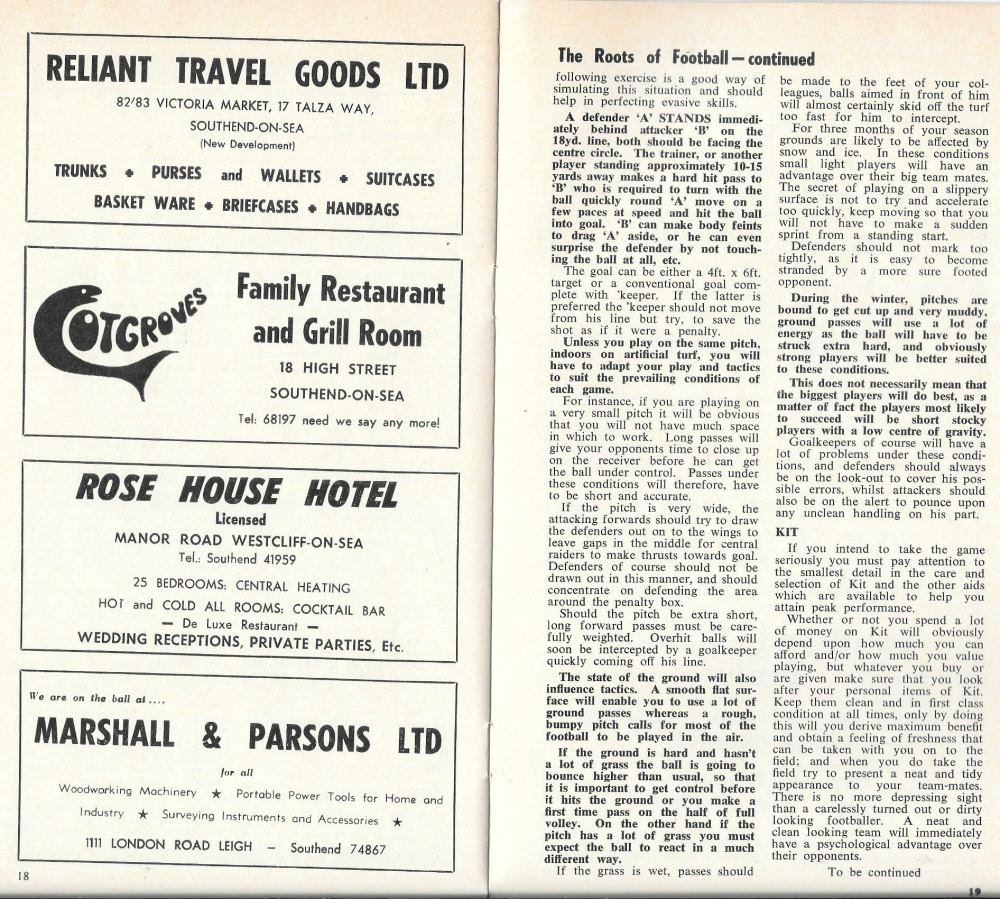 RELIANT TRAVEL GOODS LTD
82/83 VICTORIA MARKET, 17 TALZA WAY,
SOUTHEND-ON-SEA
(New Development)
TRUNKS ✦ PURSES and WALLETS ✦ SUITCASES
BASKET WARE ✦ BRIEFCASES ✦ HANDBAGS
COTGROVES
Family Restaurant
and Grill Room
18 HIGH STREET
SOUTHEND-ON-SEA
Tel: 68197 need we say any more!
ROSE HOUSE HOTEL
Licensed
MANOR ROAD WESTCLIFF-ON-SEA
Tel.: Southend 41959
25 BEDROOMS: CENTRAL HEATING
HOT and COLD ALL ROOMS: COCKTAIL BAR
— De Luxe Restaurant —
WEDDING RECEPTIONS, PRIVATE PARTIES, Etc.
We are on the ball at ....
MARSHALL & PARSONS LTD
for all
Woodworking Machinery ★ Portable Power Tools for Home and
Industry ★ Surveying Instruments and Accessories ★
1111 LONDON ROAD LEIGH — Southend 74867
18
The Roots of Football — continued
following exercise is a good way of
simulating this situation and should
help in perfecting evasive skills.
A defender 'A' STANDS immedi-
ately behind attacker 'B' on the
18yd. line, both should be facing the
centre circle. The trainer, or another
player standing approximately 10-15
yards away makes a hard hit pass to
'B' who is required to turn with the
ball quickly round 'A' move on a
few paces at speed and hit the ball
into goal. 'B' can make body feints
to drag 'A' aside, or he can even
surprise the defender by not touch-
ing the ball at all, etc.
The goal can be either a 4ft. x 6ft.
target or a conventional goal com-
plete with 'keeper. If the latter is
preferred the 'keeper should not move
from his line but try, to save the
shot as if it were a penalty.
Unless you play on the same pitch,
indoors on artificial turf, you will
have to adapt your play and tactics
to suit the prevailing conditions of
each game.
For instance, if you are playing on
a very small pitch it will be obvious
that you will not have much space
in which to work. Long passes will
give your opponents time to close up
on the receiver before he can get
the ball under control. Passes under
these conditions will therefore, have
to be short and accurate.
If the pitch is very wide, the
attacking forwards should try to draw
the defenders out on to the wings to
leave gaps in the middle for central
raiders to make thrusts towards goal.
Defenders of course should not be
drawn out in this manner, and should
concentrate on defending the area
around the penalty box.
Should the pitch be extra short,
long forward passes must be care-
fully weighted. Overhit balls will
soon be intercepted by a goalkeeper
quickly coming off his line.
The state of the ground will also
influence tactics. A smooth flat sur-
face will enable you to use a lot of
ground passes whereas a rough,
bumpy pitch calls for most of the
football to be played in the air.
If the ground is hard and hasn't
a lot of grass the ball is going to
bounce higher than usual, so that
it is important to get control before
it hits the ground or you make a
first time pass on the half of full
volley. On the other hand if the
pitch has a lot of grass you must
expect the ball to react in a much
different way.
If the grass is wet, passes should
be made to the feet of your col-
leagues, balls aimed in front of him
will almost certainly skid off the turf
too fast for him to intercept.
For three months of your season
grounds are likely to be affected by
snow and ice. In these conditions
small light players will have an
advantage over their big team mates.
The secret of playing on a slippery
surface is not to try and accelerate
too quickly, keep moving so that you
will not have to make a sudden
sprint from a standing start.
Defenders should not mark too
tightly, as it is easy to become
stranded by a more sure footed
opponent.
During the winter, pitches are
bound to get cut up and very muddy,
ground passes will use a lot of
energy as the ball will have to be
struck extra hard, and obviously
strong players will be better suited
to these conditions.
This does not necessarily mean that
the biggest players will do best, as a
matter of fact the players most likely
to succeed will be short stocky
players with a low centre of gravity.
Goalkeepers of course will have a
lot of problems under these condi-
tions, and defenders should always
be on the look-out to cover his pos-
sible errors, whilst attackers should
also be on the alert to pounce upon
any unclean handling on his part.
KIT
If you intend to take the game
seriously you must pay attention to
the smallest detail in the care and
selection of Kit and the other aids
which are available to help you
attain peak performance.
Whether or not you spend a lot
of money on Kit will obviously
depend upon how much you can
afford and/or how much you value
playing, but whatever you buy or
are given make sure that you look
after your personal items of Kit.
Keep them clean and in first class
condition at all times, only by doing
this will you derive maximum benefit
and obtain a feeling of freshness that
can be taken with you on to the
field; and when you do take the
field try to present a neat and tidy
appearance to your team-mates.
There is no more depressing sight
than a carelessly turned out or dirty
looking footballer. A neat and
clean looking team will immediately
have a psychological advantage over
their opponents.
To be continued
19